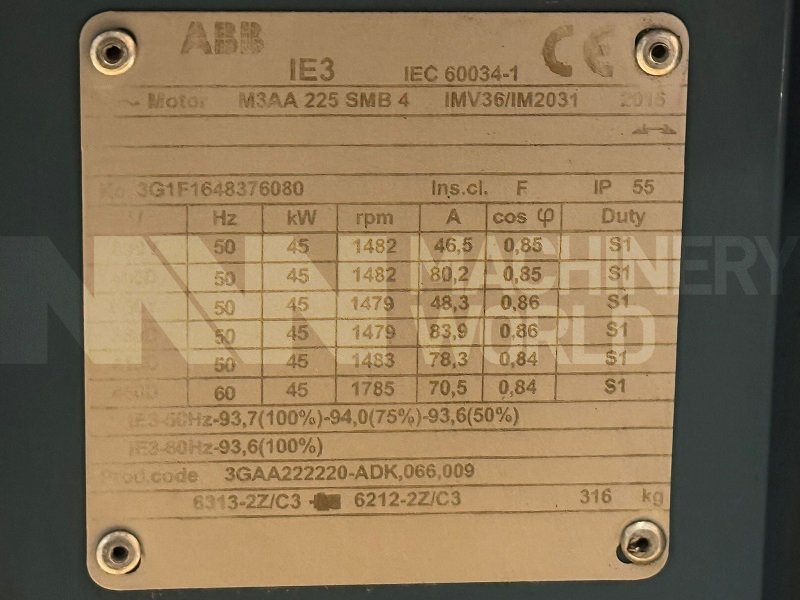 ABB CE
IE3 IEC 60034-1
~ Motor M3AA 225 SMB 4 IMV36/IM2031
No. 3G1F1648376080 Ins.cl. F IP 55
V Hz kW rpm A cos φ Duty
50 45 1482 46,5 0,85 S1
50 45 1482 80,2 0,85 S1
50 45 1479 48,3 0,86 S1
50 45 1479 83,9 0,86 S1
50 45 1483 78,3 0,84 S1
460D 60 45 1785 70,5 0,84 S1
IE3-50Hz-93,7(100%)-94,0(75%)-93,6(50%)
IE3-60Hz-93,6(100%)
Prod.code 3GAA222220-ADK,066,009
6313-2Z/C3 6212-2Z/C3 316 kg
MACHINERY
WORLD